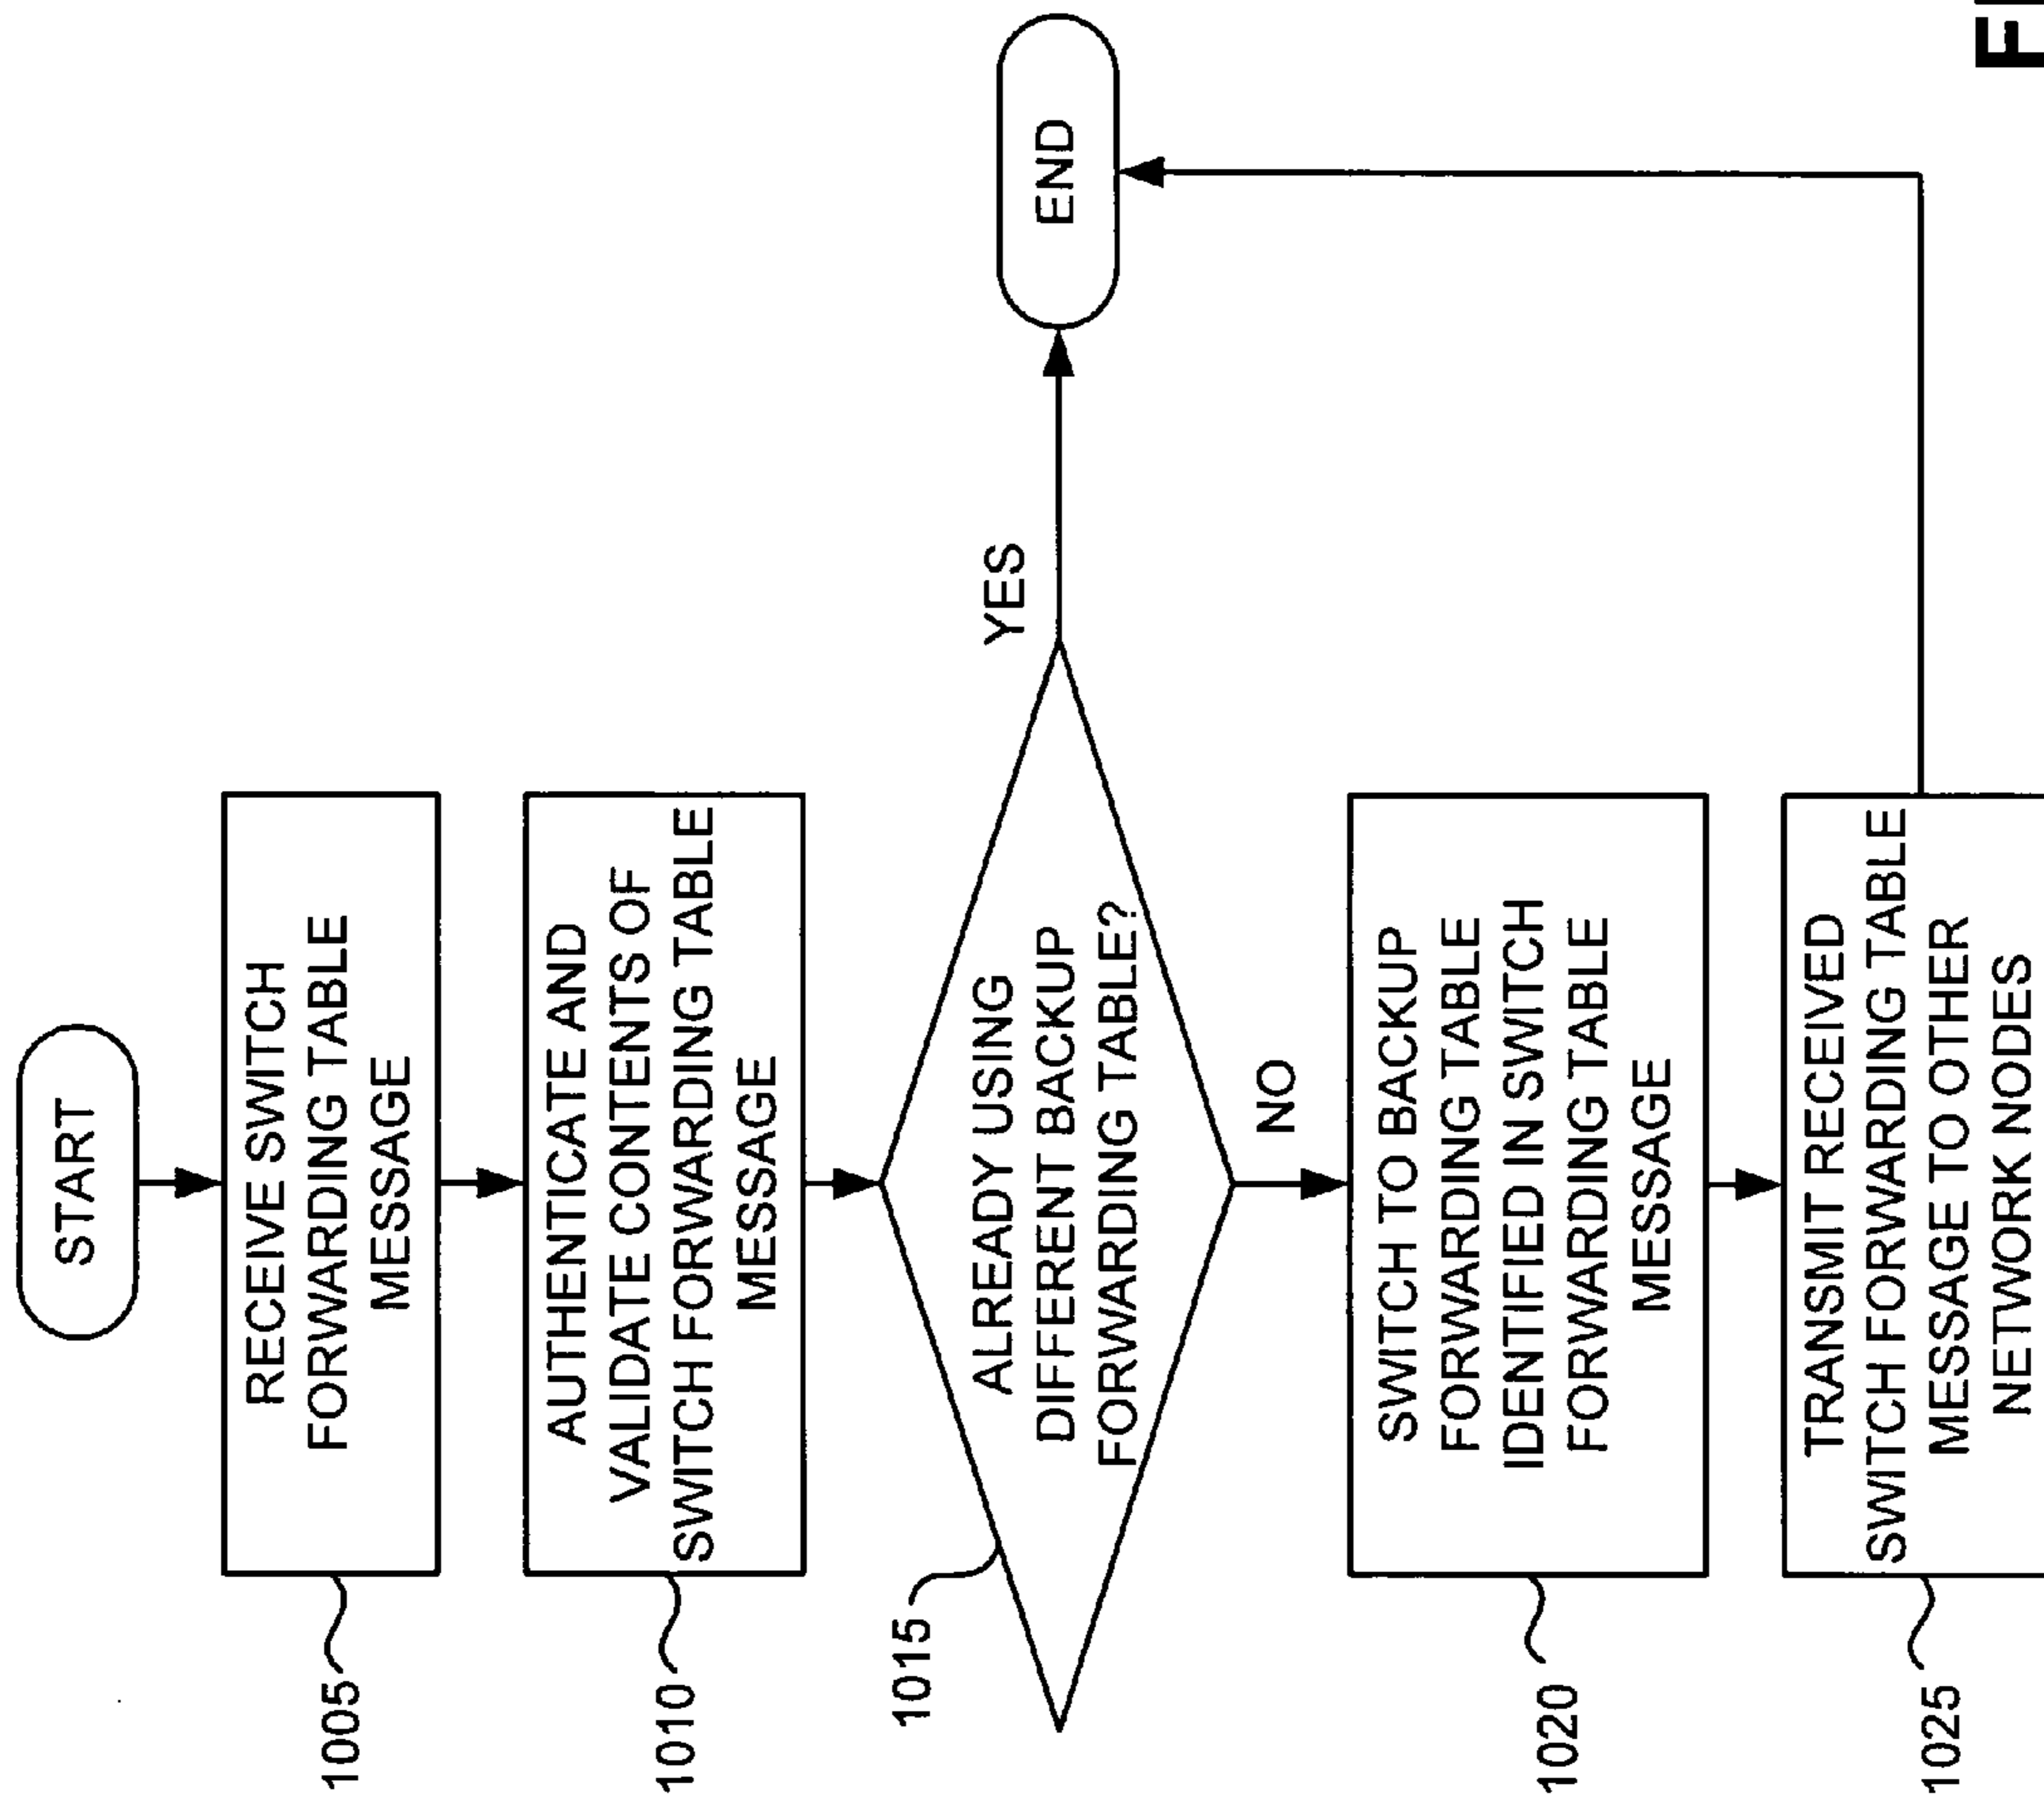 START
1005
RECEIVE SWITCH
FORWARDING TABLE
MESSAGE
1010
AUTHENTICATE AND
VALIDATE CONTENTS OF
SWITCH FORWARDING TABLE
MESSAGE
1015
ALREADY USING
DIFFERENT BACKUP
FORWARDING TABLE?
YES
END
NO
1020
SWITCH TO BACKUP
FORWARDING TABLE
IDENTIFIED IN SWITCH
FORWARDING TABLE
MESSAGE
1025
TRANSMIT RECEIVED
SWITCH FORWARDING TABLE
MESSAGE TO OTHER
NETWORK NODES